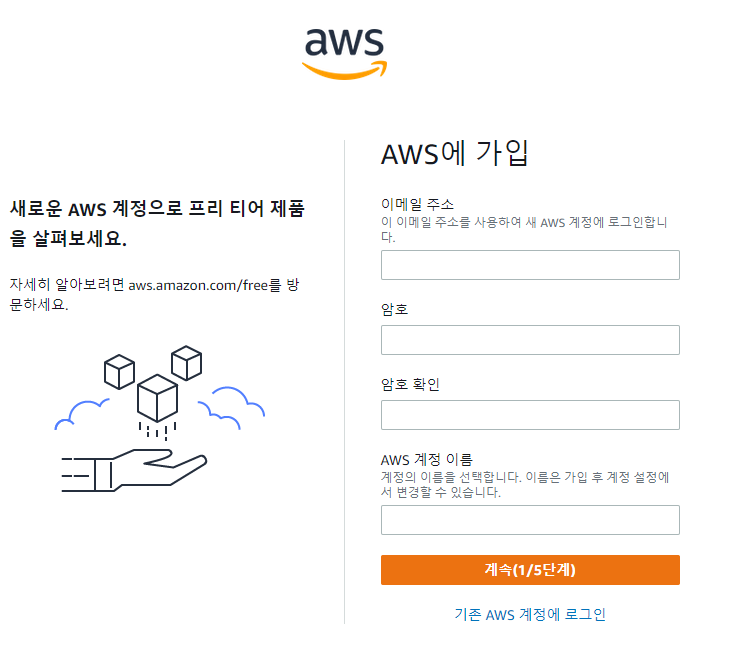 aws
새로운 AWS 계정으로 프리 티어 제품
을 살펴보세요.
자세히 알아보려면 aws.amazon.com/free를 방
문하세요.
AWS에 가입
이메일 주소
이 이메일 주소를 사용하여 새 AWS 계정에 로그인합니
다.
암호
암호 확인
AWS 계정 이름
계정의 이름을 선택합니다. 이름은 가입 후 계정 설정에
서 변경할 수 있습니다.
계속(1/5단계)
기존 AWS 계정에 로그인